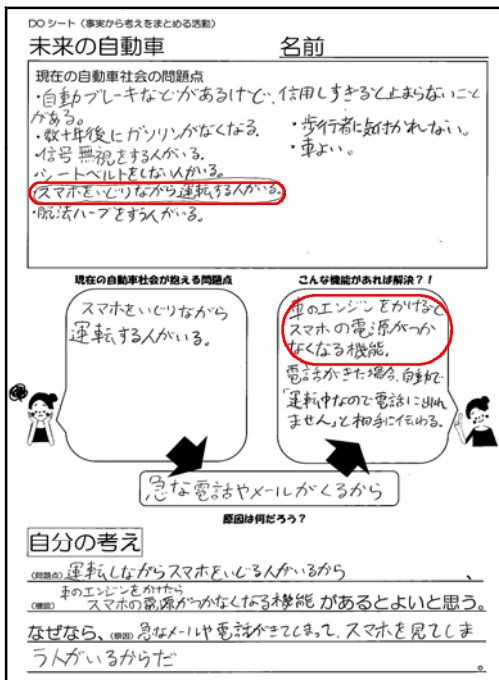 DOシート（事実から考えをまとめる活動）
未来の自動車 名前
現在の自動車社会の問題点
・自動ブレーキなどがあるけど、信用しすぎると止まらないこと
がある。
・数十年後にガソリンがなくなる。
・歩行者に気付かれない。
・信号無視をする人がいる。
・車よい。
・シートベルトをしない人がいる。
・スマホをいじりながら運転する人がいる。
・脱法ハーブをすう人がいる。
現在の自動車社会が抱える問題点
こんな機能があれば解決？！
スマホをいじりながら
運転する人がいる。
車のエンジンをかけると
スマホの電源がつか
なくなる機能.
電話がきた場合、自動で
「運転中なので電話に出れ
ません」と相手に伝わる。
急な電話やメールがくるから
原因は何だろう？
自分の考え
（問題点）運転しながらスマホをいじる人がいるから、
車のエンジンをかけたら
（機能）スマホの電源がつかなくなる機能 があるとよいと思う。
なぜなら、（原因）急なメールや電話がきてしまって、スマホを見てしま
う人がいるからだ。